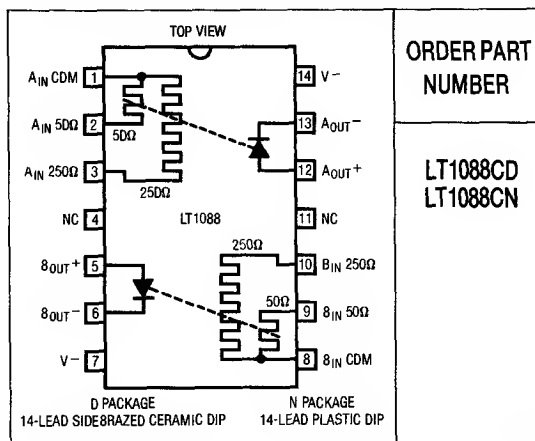 TOP VIEW
A_IN CDM 1
A_IN 5DΩ 2
5DΩ
A_IN 250Ω 3
25DΩ
NC 4
LT1088
8_OUT+ 5
8_OUT− 6
V− 7
14 V−
13 A_OUT−
12 A_OUT+
11 NC
250Ω
10 B_IN 250Ω
50Ω
9 8_IN 50Ω
8 8_IN CDM
D PACKAGE
14-LEAD SIDE8RAZED CERAMIC DIP
N PACKAGE
14-LEAD PLASTIC DIP
ORDER PART
NUMBER
LT1088CD
LT1088CN